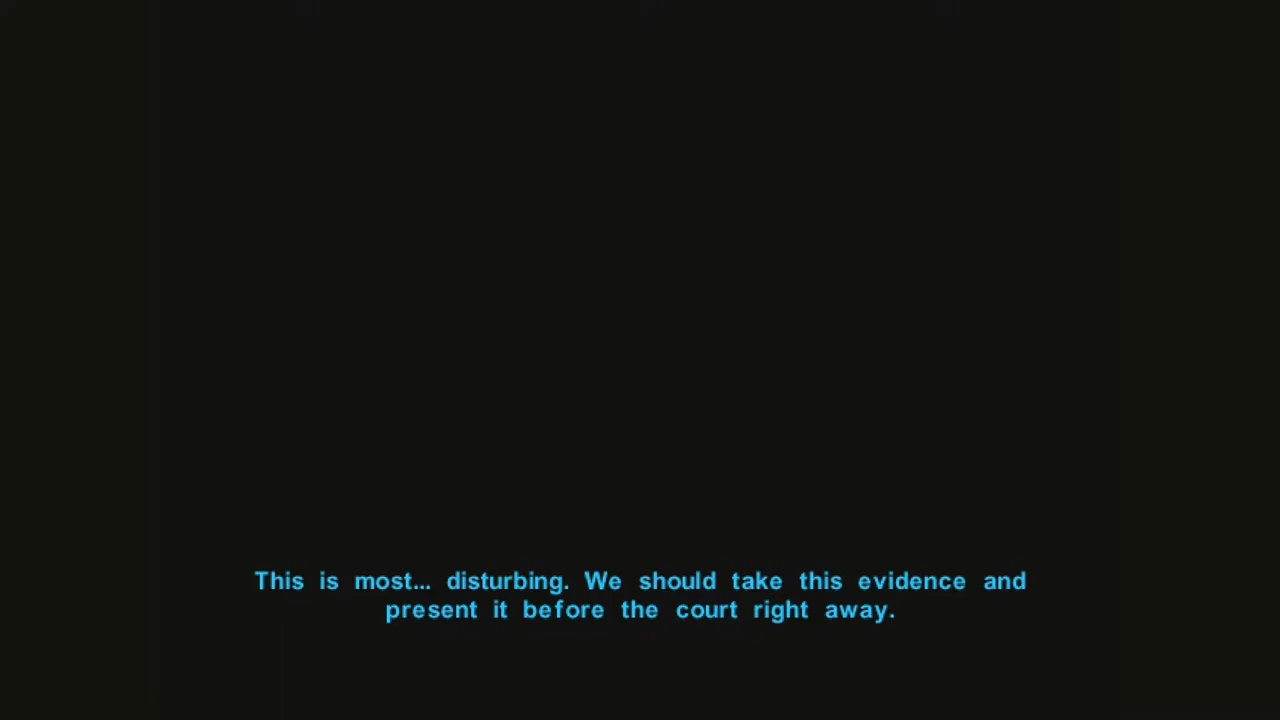 This is most... disturbing. We should take this evidence and
present it before the court right away.